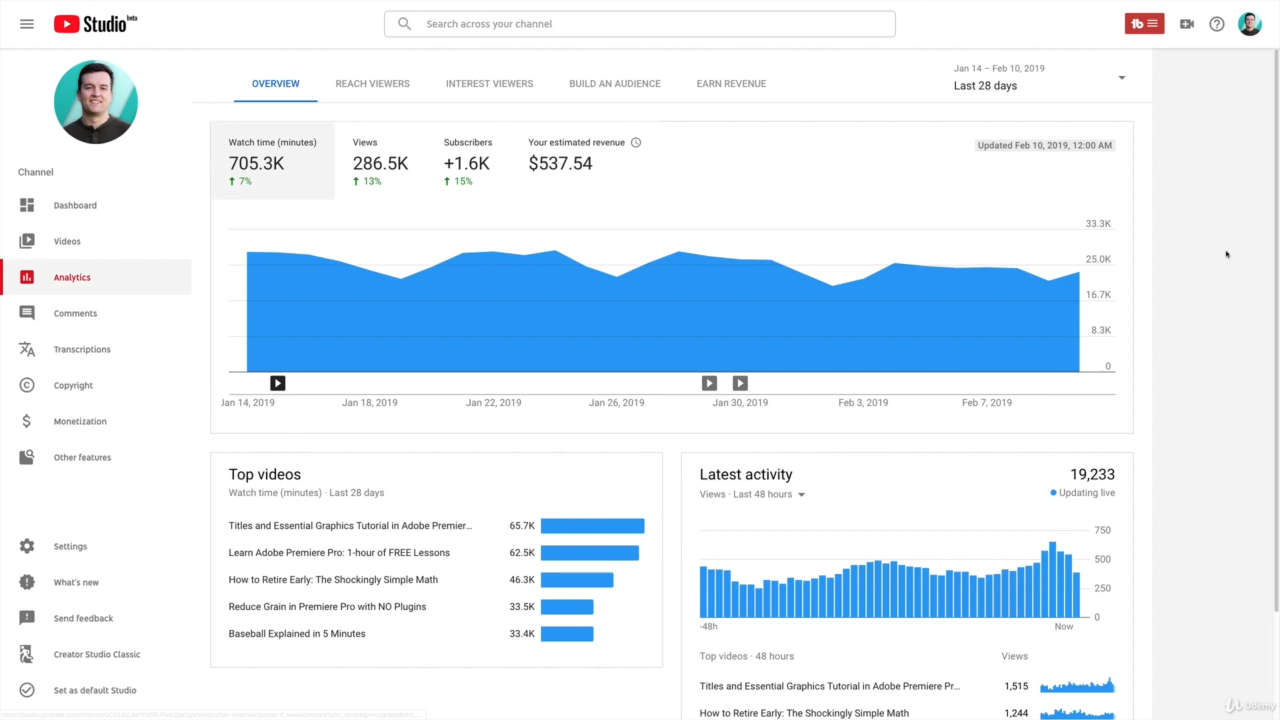 Studio beta
Search across your channel
tb
OVERVIEW
REACH VIEWERS
INTEREST VIEWERS
BUILD AN AUDIENCE
EARN REVENUE
Jan 14 – Feb 10, 2019
Last 28 days
Channel
Dashboard
Videos
Analytics
Comments
Transcriptions
Copyright
Monetization
Other features
Settings
What's new
Send feedback
Creator Studio Classic
Set as default Studio
Watch time (minutes)
705.3K
7%
Views
286.5K
13%
Subscribers
+1.6K
15%
Your estimated revenue
$537.54
Updated Feb 10, 2019, 12:00 AM
33.3K
25.0K
16.7K
8.3K
0
Jan 14, 2019
Jan 18, 2019
Jan 22, 2019
Jan 26, 2019
Jan 30, 2019
Feb 3, 2019
Feb 7, 2019
Top videos
Watch time (minutes) · Last 28 days
Titles and Essential Graphics Tutorial in Adobe Premier... 65.7K
Learn Adobe Premiere Pro: 1-hour of FREE Lessons 62.5K
How to Retire Early: The Shockingly Simple Math 46.3K
Reduce Grain in Premiere Pro with NO Plugins 33.5K
Baseball Explained in 5 Minutes 33.4K
Latest activity
19,233
Views · Last 48 hours
Updating live
750
500
250
0
-48h
Now
Top videos · 48 hours
Views
Titles and Essential Graphics Tutorial in Adobe Premiere Pr... 1,515
How to Retire Early: The Shockingly Simple Math 1,244
Udemy